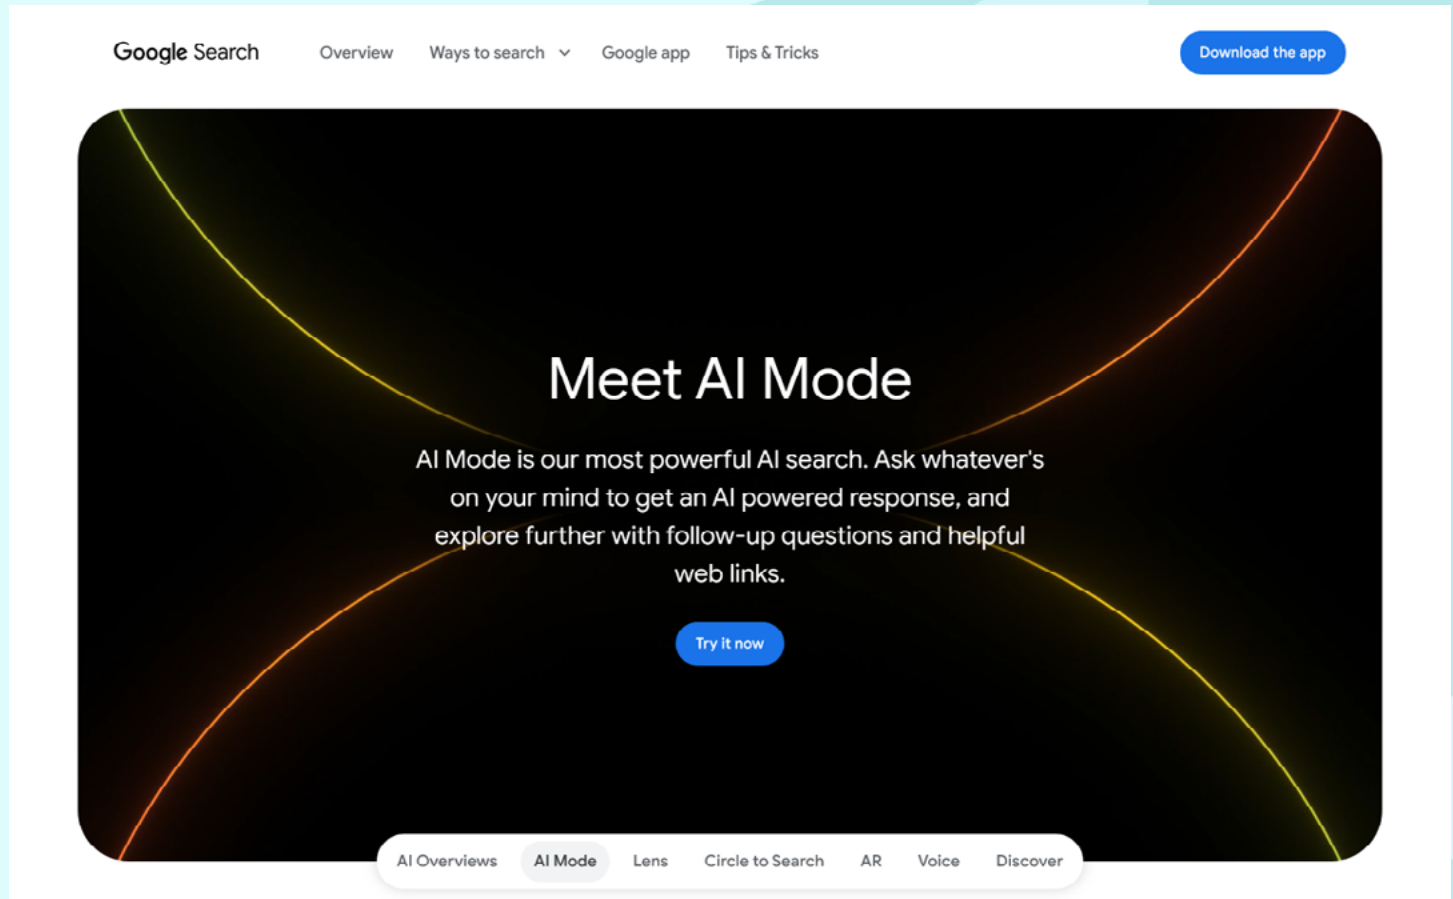 Google Search
Overview
Ways to search
Google app
Tips & Tricks
Download the app
Meet AI Mode
AI Mode is our most powerful AI search. Ask whatever's
on your mind to get an AI powered response, and
explore further with follow-up questions and helpful
web links.
Try it now
AI Overviews
AI Mode
Lens
Circle to Search
AR
Voice
Discover